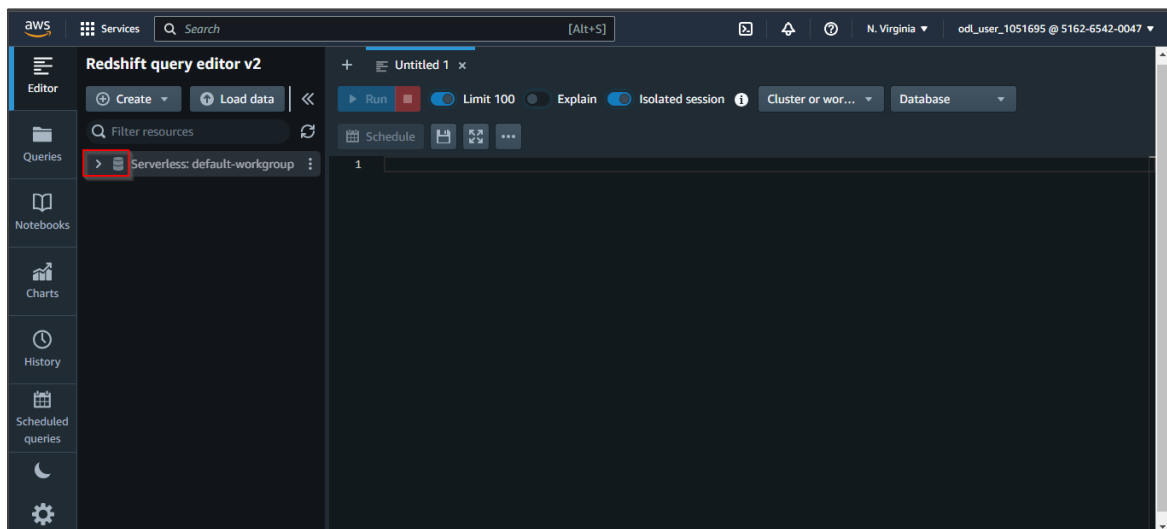 aws Services Search [Alt+S] N. Virginia ▼ odl_user_1051695 @ 5162-6542-0047 ▼
Editor
Queries
Notebooks
Charts
History
Scheduled
queries
Redshift query editor v2
Create Load data
Filter resources
Serverless: default-workgroup
+ Untitled 1 ×
Run Limit 100 Explain Isolated session Cluster or wor... Database
Schedule
1